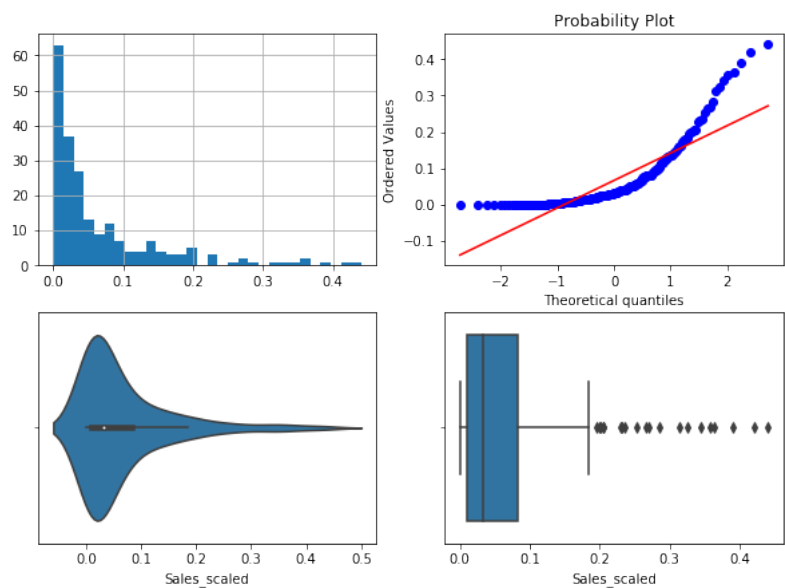 Probability Plot
60
50
40
30
20
10
0
0.0 0.1 0.2 0.3 0.4
Ordered Values
0.4
0.3
0.2
0.1
0.0
−0.1
−2 −1 0 1 2
Theoretical quantiles
0.0 0.1 0.2 0.3 0.4 0.5
Sales_scaled
0.0 0.1 0.2 0.3 0.4
Sales_scaled